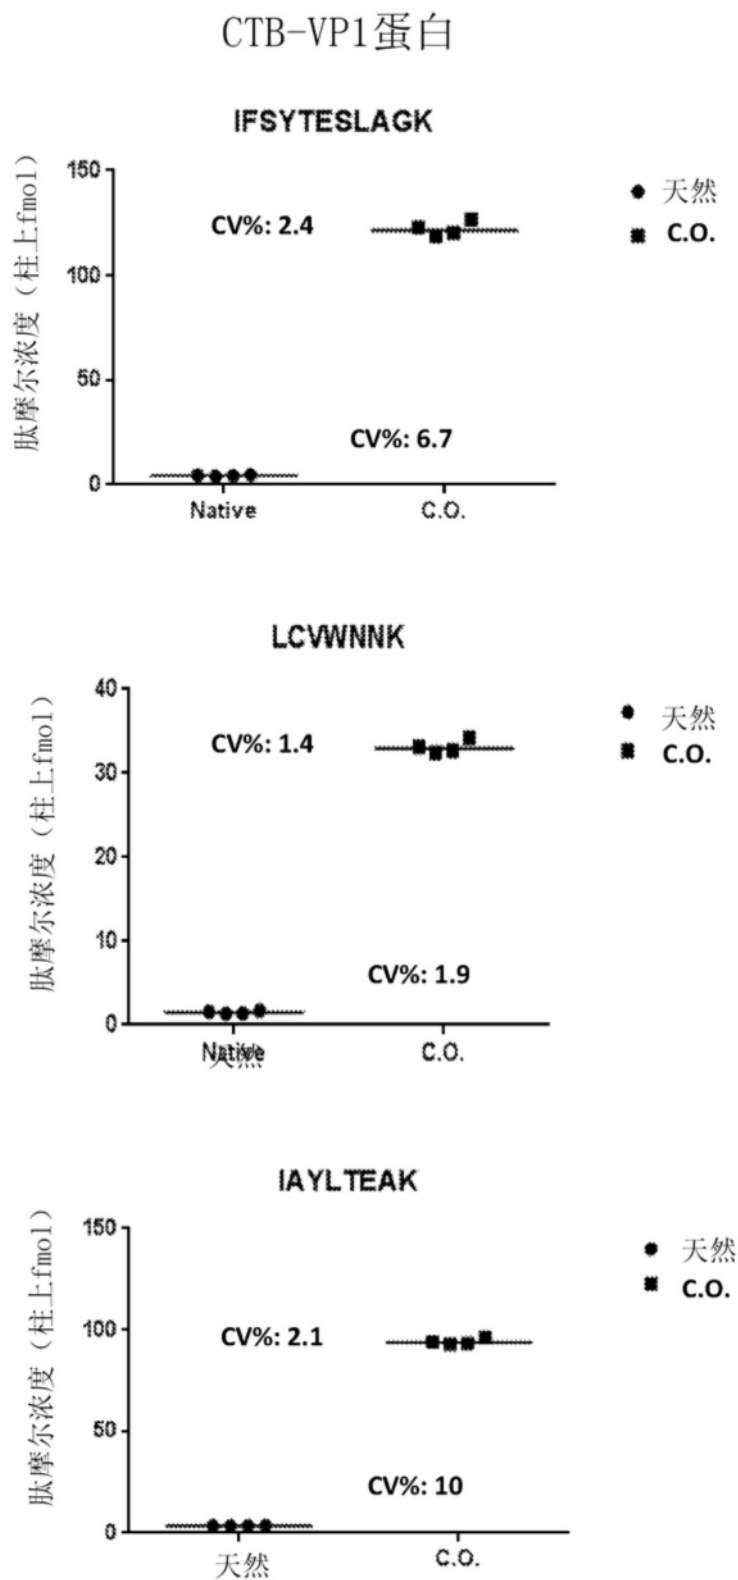 CTB-VP1蛋白
IFSYTESLAGK
肽摩尔浓度（柱上fmol）
150
100
50
0
CV%: 2.4
CV%: 6.7
Native
C.O.
天然
C.O.
LCVWNNK
肽摩尔浓度（柱上fmol）
40
30
20
10
0
CV%: 1.4
CV%: 1.9
Native
天然
C.O.
天然
C.O.
IAYLTEAK
肽摩尔浓度（柱上fmol）
150
100
50
0
CV%: 2.1
CV%: 10
天然
C.O.
天然
C.O.